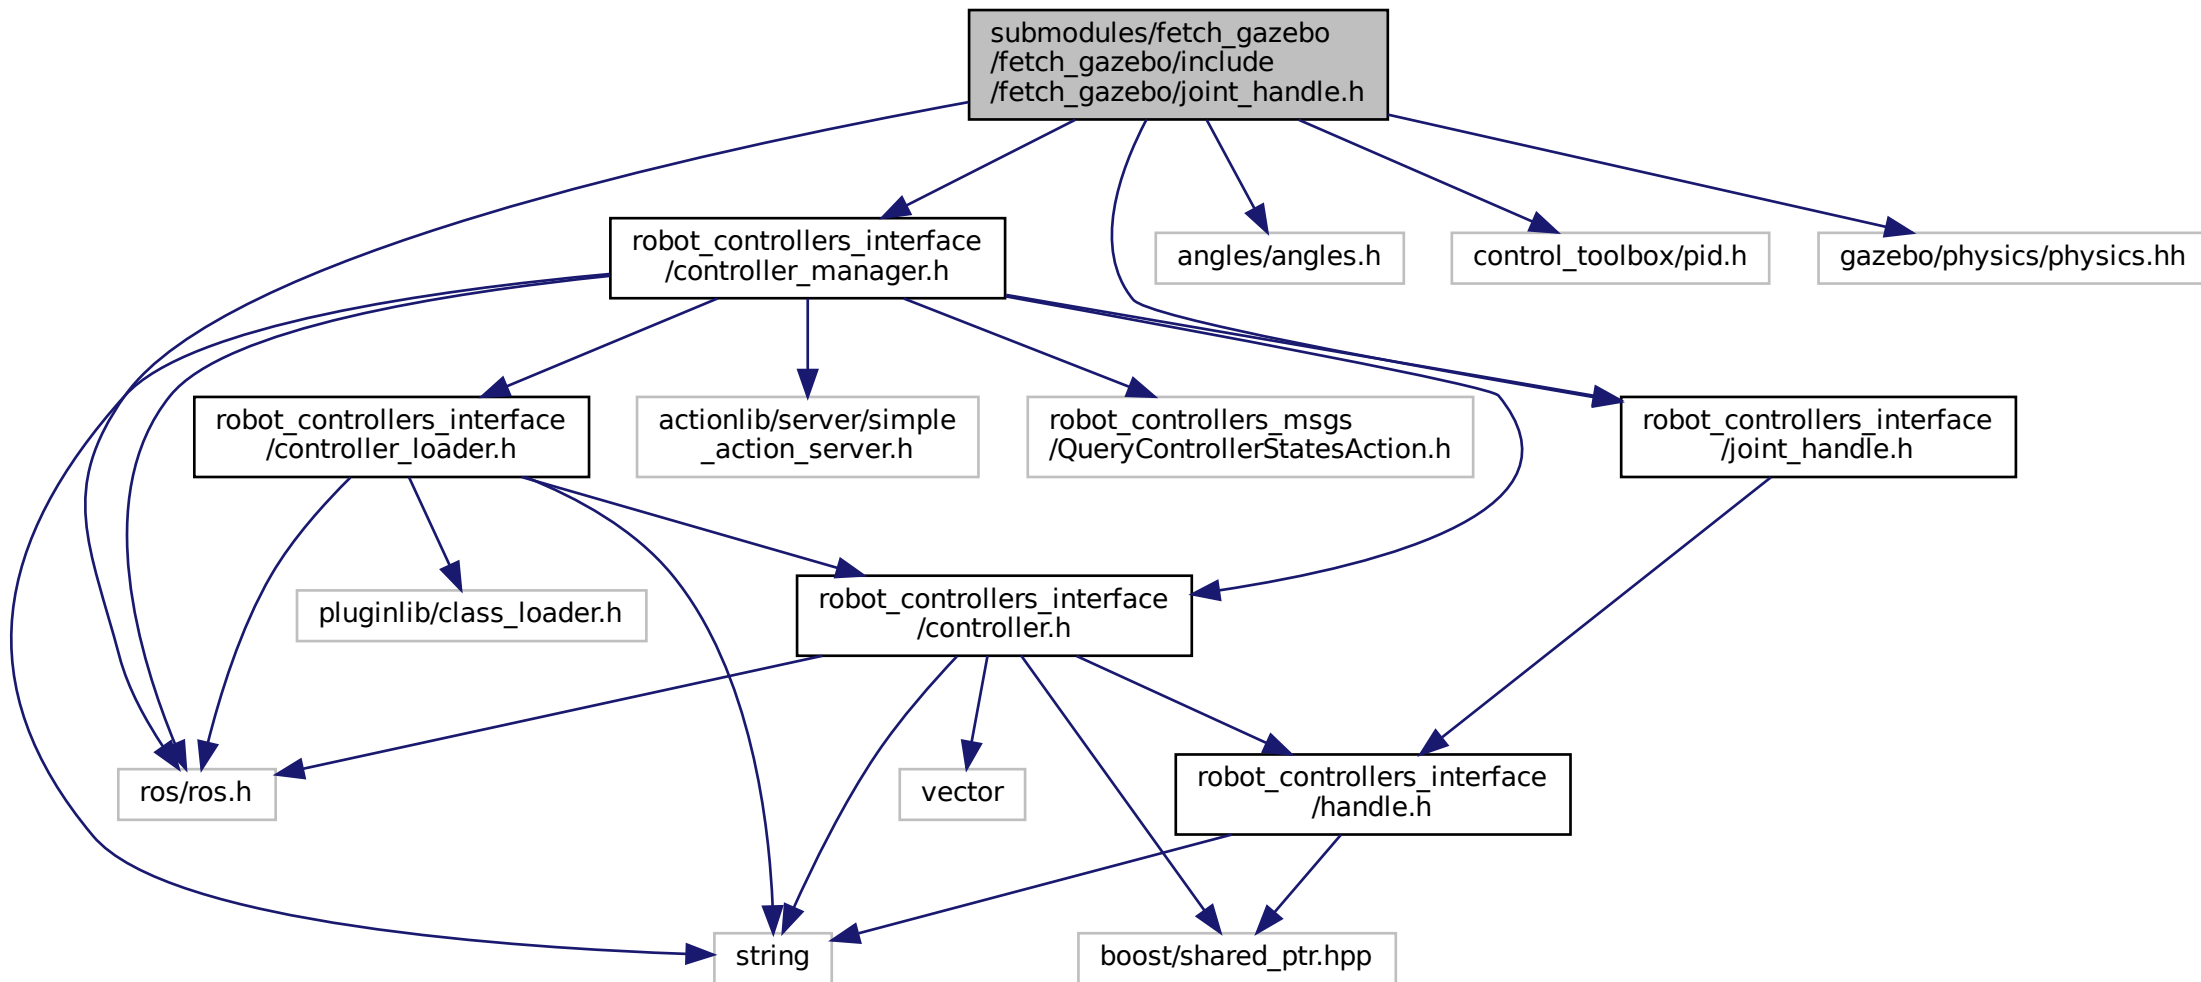 submodules/fetch_gazebo
/fetch_gazebo/include
/fetch_gazebo/joint_handle.h
robot_controllers_interface
/controller_manager.h
angles/angles.h
control_toolbox/pid.h
gazebo/physics/physics.hh
robot_controllers_interface
/controller_loader.h
actionlib/server/simple
_action_server.h
robot_controllers_msgs
/QueryControllerStatesAction.h
robot_controllers_interface
/joint_handle.h
pluginlib/class_loader.h
robot_controllers_interface
/controller.h
ros/ros.h
vector
robot_controllers_interface
/handle.h
string
boost/shared_ptr.hpp